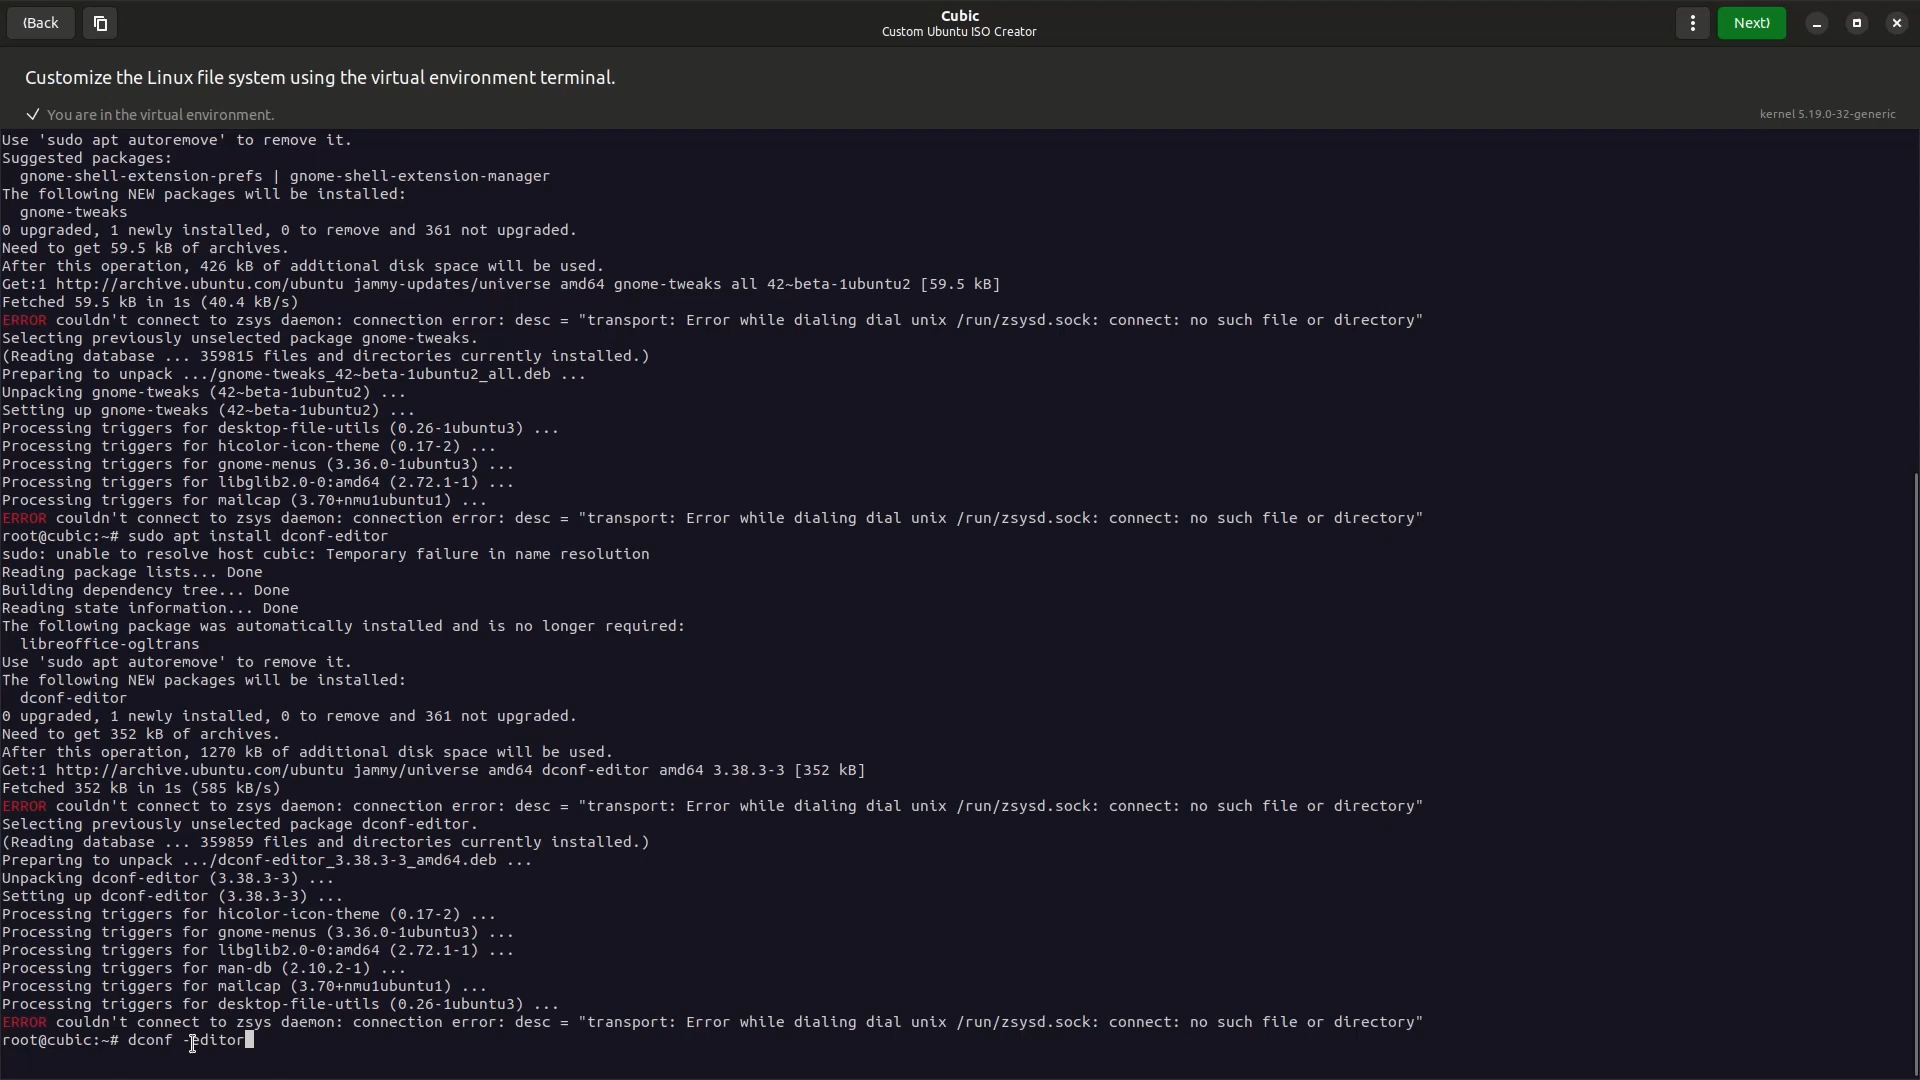 Back
Cubic
Custom Ubuntu ISO Creator
Next
Customize the Linux file system using the virtual environment terminal.
You are in the virtual environment.
kernel 5.19.0-32-generic
Use 'sudo apt autoremove' to remove it.
Suggested packages:
  gnome-shell-extension-prefs | gnome-shell-extension-manager
The following NEW packages will be installed:
  gnome-tweaks
0 upgraded, 1 newly installed, 0 to remove and 361 not upgraded.
Need to get 59.5 kB of archives.
After this operation, 426 kB of additional disk space will be used.
Get:1 http://archive.ubuntu.com/ubuntu jammy-updates/universe amd64 gnome-tweaks all 42~beta-1ubuntu2 [59.5 kB]
Fetched 59.5 kB in 1s (40.4 kB/s)
ERROR couldn't connect to zsys daemon: connection error: desc = "transport: Error while dialing dial unix /run/zsysd.sock: connect: no such file or directory"
Selecting previously unselected package gnome-tweaks.
(Reading database ... 359815 files and directories currently installed.)
Preparing to unpack .../gnome-tweaks_42~beta-1ubuntu2_all.deb ...
Unpacking gnome-tweaks (42~beta-1ubuntu2) ...
Setting up gnome-tweaks (42~beta-1ubuntu2) ...
Processing triggers for desktop-file-utils (0.26-1ubuntu3) ...
Processing triggers for hicolor-icon-theme (0.17-2) ...
Processing triggers for gnome-menus (3.36.0-1ubuntu3) ...
Processing triggers for libglib2.0-0:amd64 (2.72.1-1) ...
Processing triggers for mailcap (3.70+nmu1ubuntu1) ...
ERROR couldn't connect to zsys daemon: connection error: desc = "transport: Error while dialing dial unix /run/zsysd.sock: connect: no such file or directory"
root@cubic:~# sudo apt install dconf-editor
sudo: unable to resolve host cubic: Temporary failure in name resolution
Reading package lists... Done
Building dependency tree... Done
Reading state information... Done
The following package was automatically installed and is no longer required:
  libreoffice-ogltrans
Use 'sudo apt autoremove' to remove it.
The following NEW packages will be installed:
  dconf-editor
0 upgraded, 1 newly installed, 0 to remove and 361 not upgraded.
Need to get 352 kB of archives.
After this operation, 1270 kB of additional disk space will be used.
Get:1 http://archive.ubuntu.com/ubuntu jammy/universe amd64 dconf-editor amd64 3.38.3-3 [352 kB]
Fetched 352 kB in 1s (585 kB/s)
ERROR couldn't connect to zsys daemon: connection error: desc = "transport: Error while dialing dial unix /run/zsysd.sock: connect: no such file or directory"
Selecting previously unselected package dconf-editor.
(Reading database ... 359859 files and directories currently installed.)
Preparing to unpack .../dconf-editor_3.38.3-3_amd64.deb ...
Unpacking dconf-editor (3.38.3-3) ...
Setting up dconf-editor (3.38.3-3) ...
Processing triggers for hicolor-icon-theme (0.17-2) ...
Processing triggers for gnome-menus (3.36.0-1ubuntu3) ...
Processing triggers for libglib2.0-0:amd64 (2.72.1-1) ...
Processing triggers for man-db (2.10.2-1) ...
Processing triggers for mailcap (3.70+nmu1ubuntu1) ...
Processing triggers for desktop-file-utils (0.26-1ubuntu3) ...
ERROR couldn't connect to zsys daemon: connection error: desc = "transport: Error while dialing dial unix /run/zsysd.sock: connect: no such file or directory"
root@cubic:~# dconf -editor